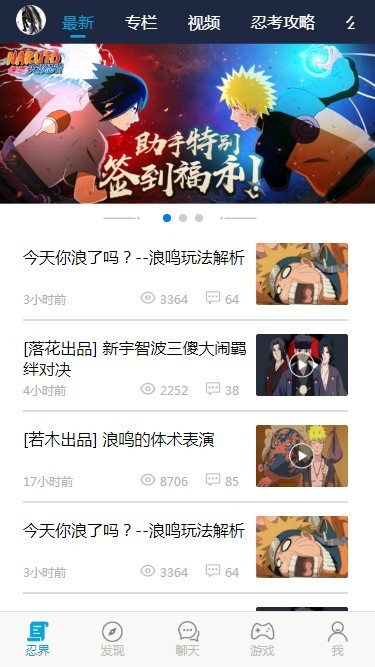 最新 专栏 视频 忍考攻略
NARUTO
助手特别
签到福利!
今天你浪了吗？--浪鸣玩法解析
3小时前 3364 64
[落花出品] 新宇智波三傻大闹羁
绊对决
4小时前 2252 38
[若木出品] 浪鸣的体术表演
17小时前 8706 85
今天你浪了吗？--浪鸣玩法解析
3小时前 3364 64
忍界 发现 聊天 游戏 我